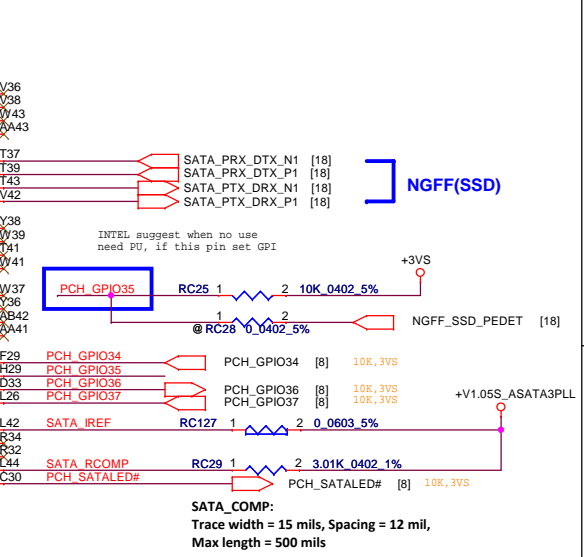 V36
V38
W43
AA43
T37 SATA_PRX_DTX_N1 [18]
T39 SATA_PRX_DTX_P1 [18]
T43 SATA_PTX_DRX_N1 [18]
V42 SATA_PTX_DRX_P1 [18]
NGFF(SSD)
Y38
W39
T41
W41
INTEL suggest when no use
need PU, if this pin set GPI
+3VS
W37 PCH_GPIO35 RC25 1 2 10K_0402_5%
Y36
AB42
AA41
@ RC28 1 2 0_0402_5% NGFF_SSD_PEDET [18]
F29 PCH_GPIO34 PCH_GPIO34 [8] 10K,3VS
H29 PCH_GPIO35
D33 PCH_GPIO36 PCH_GPIO36 [8] 10K,3VS
L26 PCH_GPIO37 PCH_GPIO37 [8] 10K,3VS
+V1.05S_ASATA3PLL
L42 SATA_IREF RC127 1 2 0_0603_5%
R34
R32
L44 SATA_RCOMP RC29 1 2 3.01K_0402_1%
C30 PCH_SATALED# PCH_SATALED# [8] 10K,3VS
SATA_COMP:
Trace width = 15 mils, Spacing = 12 mil,
Max length = 500 mils